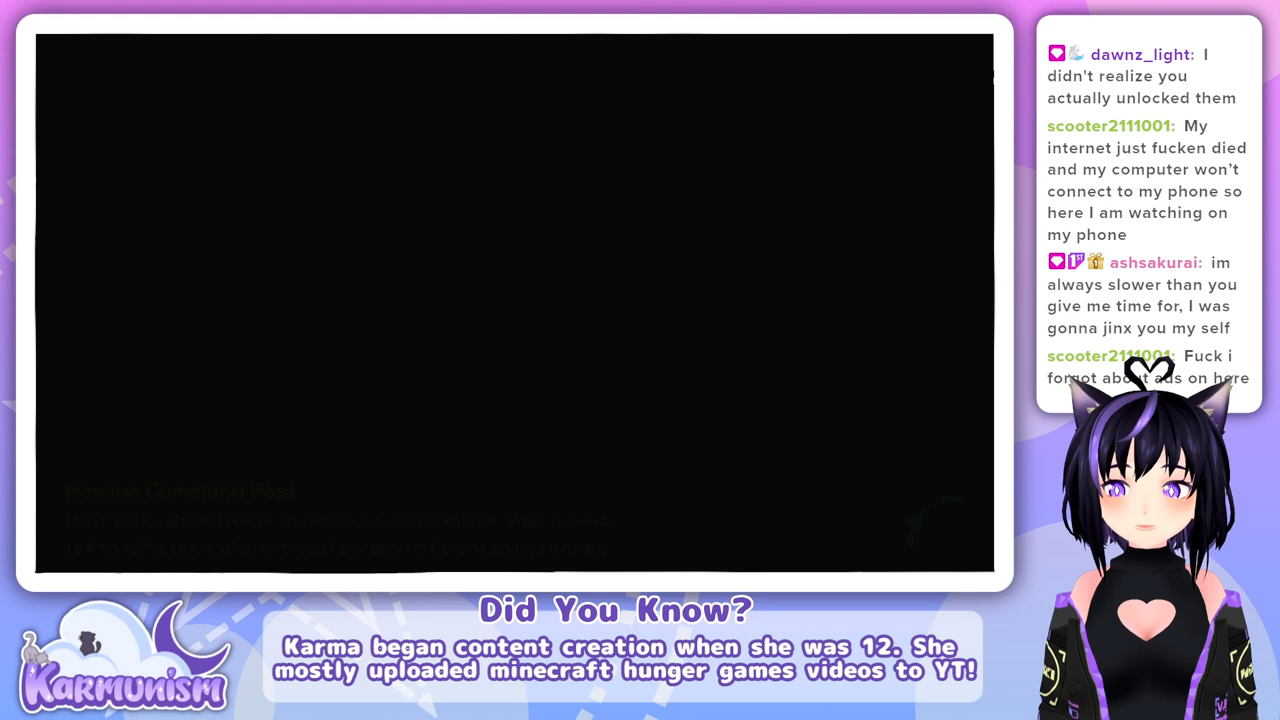 dawnz_light: I
didn't realize you
actually unlocked them
scooter2111001: My
internet just fucken died
and my computer won't
connect to my phone so
here I am watching on
my phone
1ST ashsakurai: im
always slower than you
give me time for, I was
gonna jinx you my self
scooter2111001: Fuck i
forgot about ads on here
Rescue Command Post
Did You Know?
Karma began content creation when she was 12. She
mostly uploaded minecraft hunger games videos to YT!
KARMUNISM